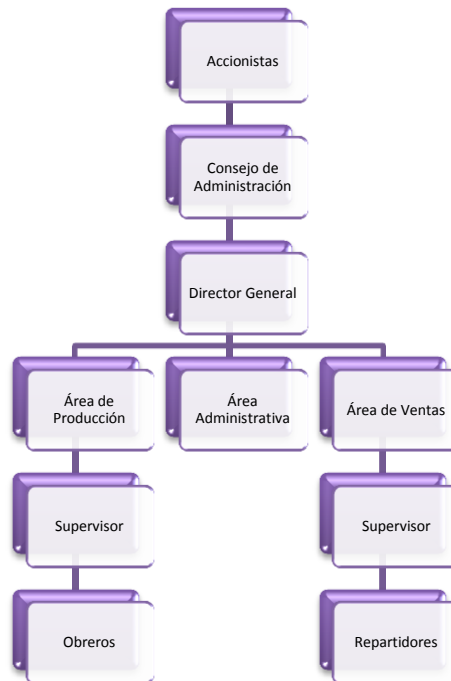 Accionistas
Consejo de
Administración
Director General
Área de
Producción
Área
Administrativa
Área de Ventas
Supervisor
Supervisor
Obreros
Repartidores